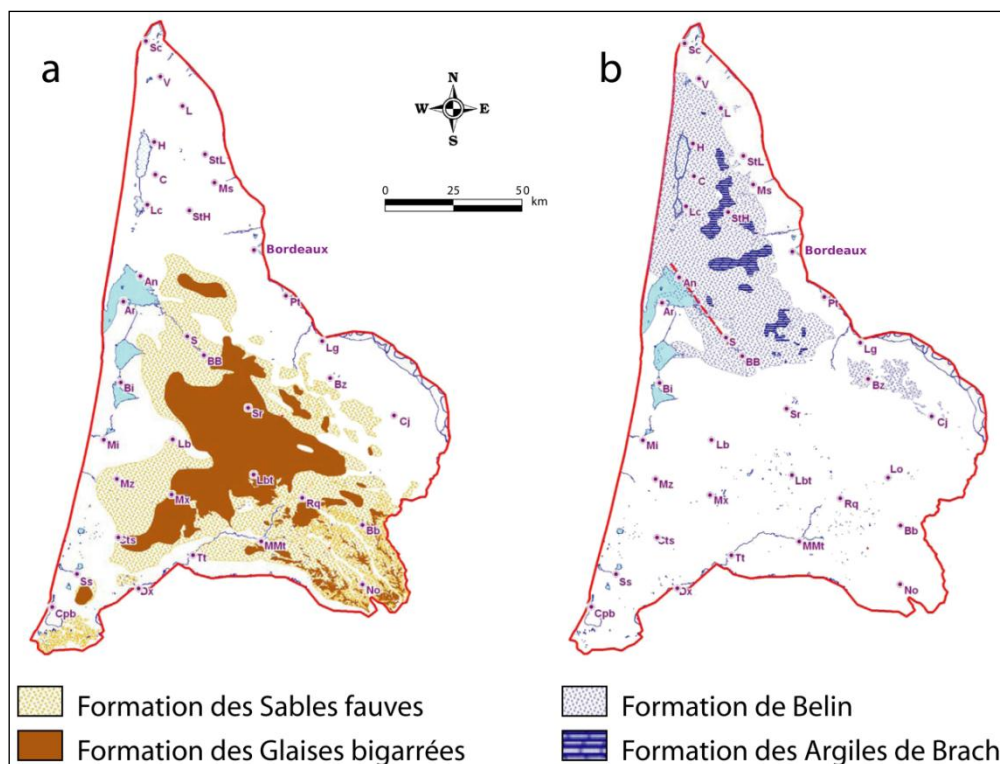 a
Sc
V
L
H
StL
C
Ms
Lc
StH
Bordeaux
An
Ar
Pt
S
BB
Lg
Bi
Bz
Sr
Cj
Mi
Lb
Mz
Lbt
Mx
Rq
Bb
Cts
MMt
Tt
Ss
Dx
No
Cpb
N
W E
S
0 25 50
km
b
Sc
V
L
H
StL
C
Ms
Lc
StH
Bordeaux
An
Ar
Pt
S
BB
Lg
Bi
Bz
Sr
Cj
Mi
Lb
Mz
Lbt
Lo
Mx
Rq
Bb
Cts
MMt
Tt
Ss
Dx
No
Cpb
Formation des Sables fauves
Formation des Glaises bigarrées
Formation de Belin
Formation des Argiles de Brach